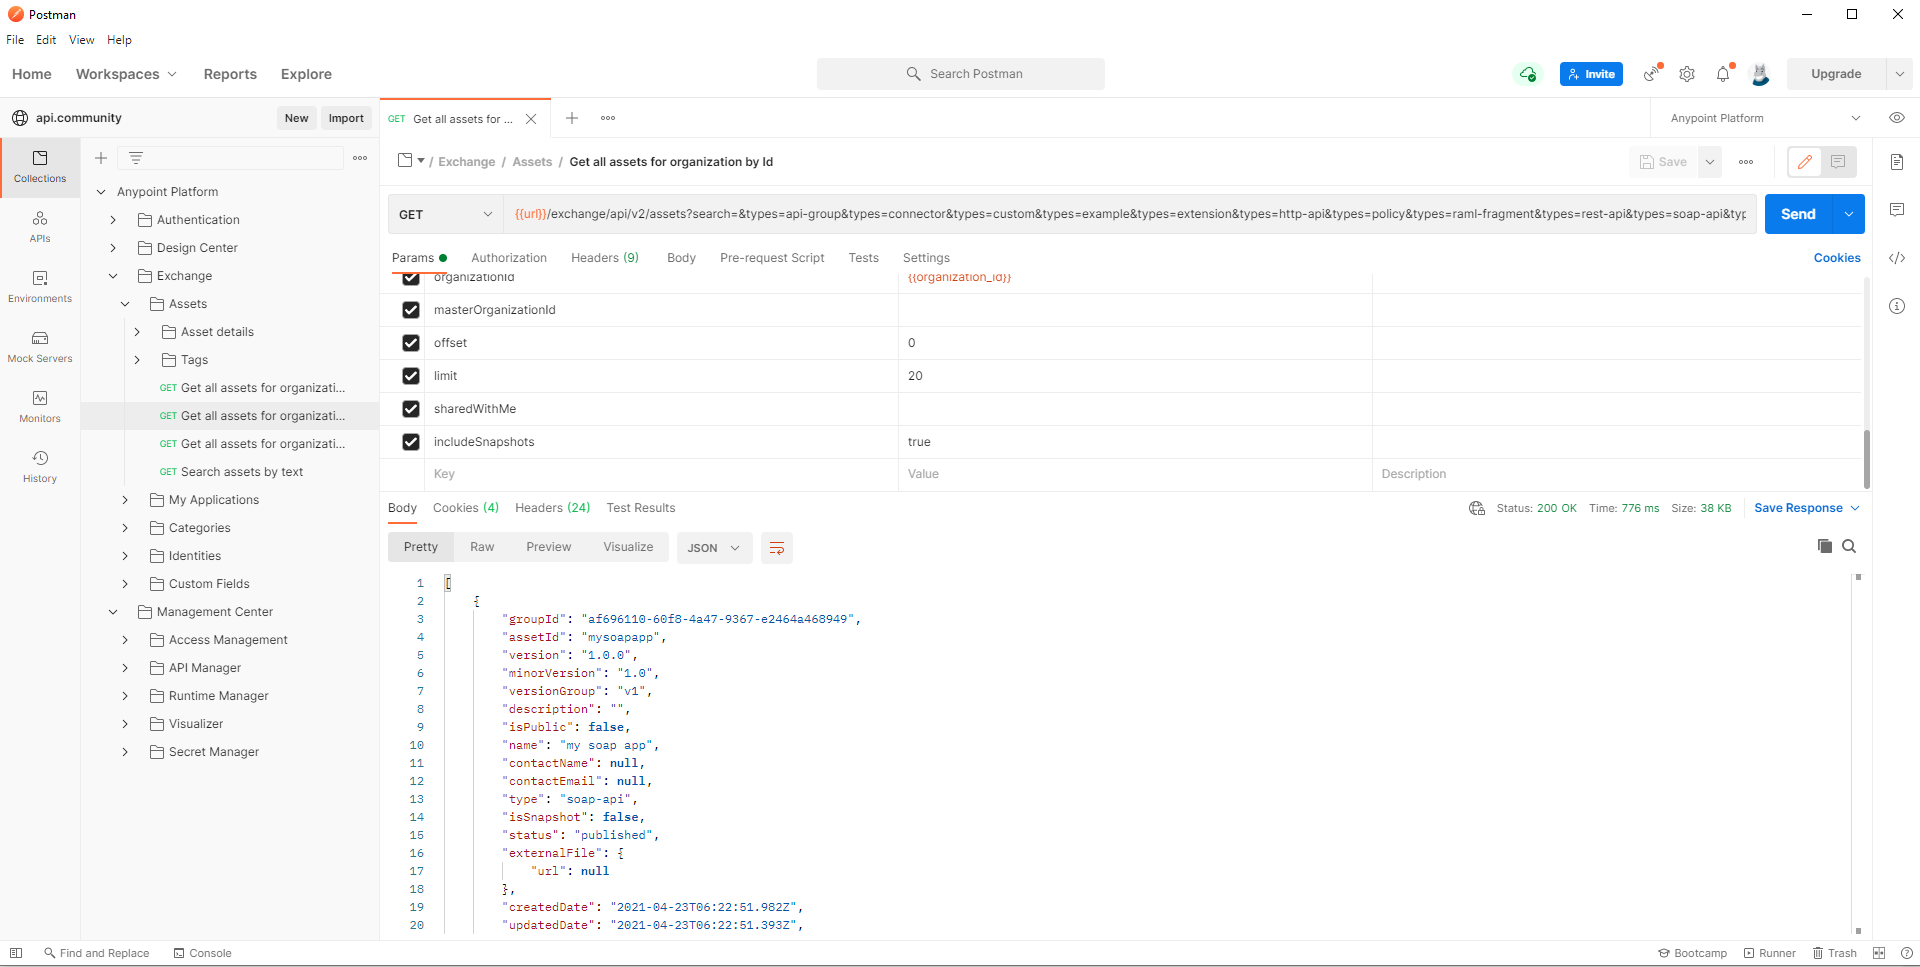 Postman
File Edit View Help
Home Workspaces Reports Explore
Search Postman
Invite
Upgrade
api.community
New Import
GET Get all assets for ...
Anypoint Platform
Collections
APIs
Environments
Mock Servers
Monitors
History
Anypoint Platform
Authentication
Design Center
Exchange
Assets
Asset details
Tags
GET Get all assets for organizati...
GET Get all assets for organizati...
GET Get all assets for organizati...
GET Search assets by text
My Applications
Categories
Identities
Custom Fields
Management Center
Access Management
API Manager
Runtime Manager
Visualizer
Secret Manager
/ Exchange / Assets / Get all assets for organization by Id
Save
GET
{{url}}/exchange/api/v2/assets?search=&types=api-group&types=connector&types=custom&types=example&types=extension&types=http-api&types=policy&types=raml-fragment&types=rest-api&types=soap-api&typ
Send
Params Authorization Headers (9) Body Pre-request Script Tests Settings
Cookies
organizationId {{organization_id}}
masterOrganizationId
offset 0
limit 20
sharedWithMe
includeSnapshots true
Key Value Description
Body Cookies (4) Headers (24) Test Results
Status: 200 OK Time: 776 ms Size: 38 KB Save Response
Pretty Raw Preview Visualize JSON
1 [
2 {
3 "groupId": "af696110-60f8-4a47-9367-e2464a468949",
4 "assetId": "mysoapapp",
5 "version": "1.0.0",
6 "minorVersion": "1.0",
7 "versionGroup": "v1",
8 "description": "",
9 "isPublic": false,
10 "name": "my soap app",
11 "contactName": null,
12 "contactEmail": null,
13 "type": "soap-api",
14 "isSnapshot": false,
15 "status": "published",
16 "externalFile": {
17 "url": null
18 },
19 "createdDate": "2021-04-23T06:22:51.982Z",
20 "updatedDate": "2021-04-23T06:22:51.393Z",
Find and Replace Console
Bootcamp Runner Trash